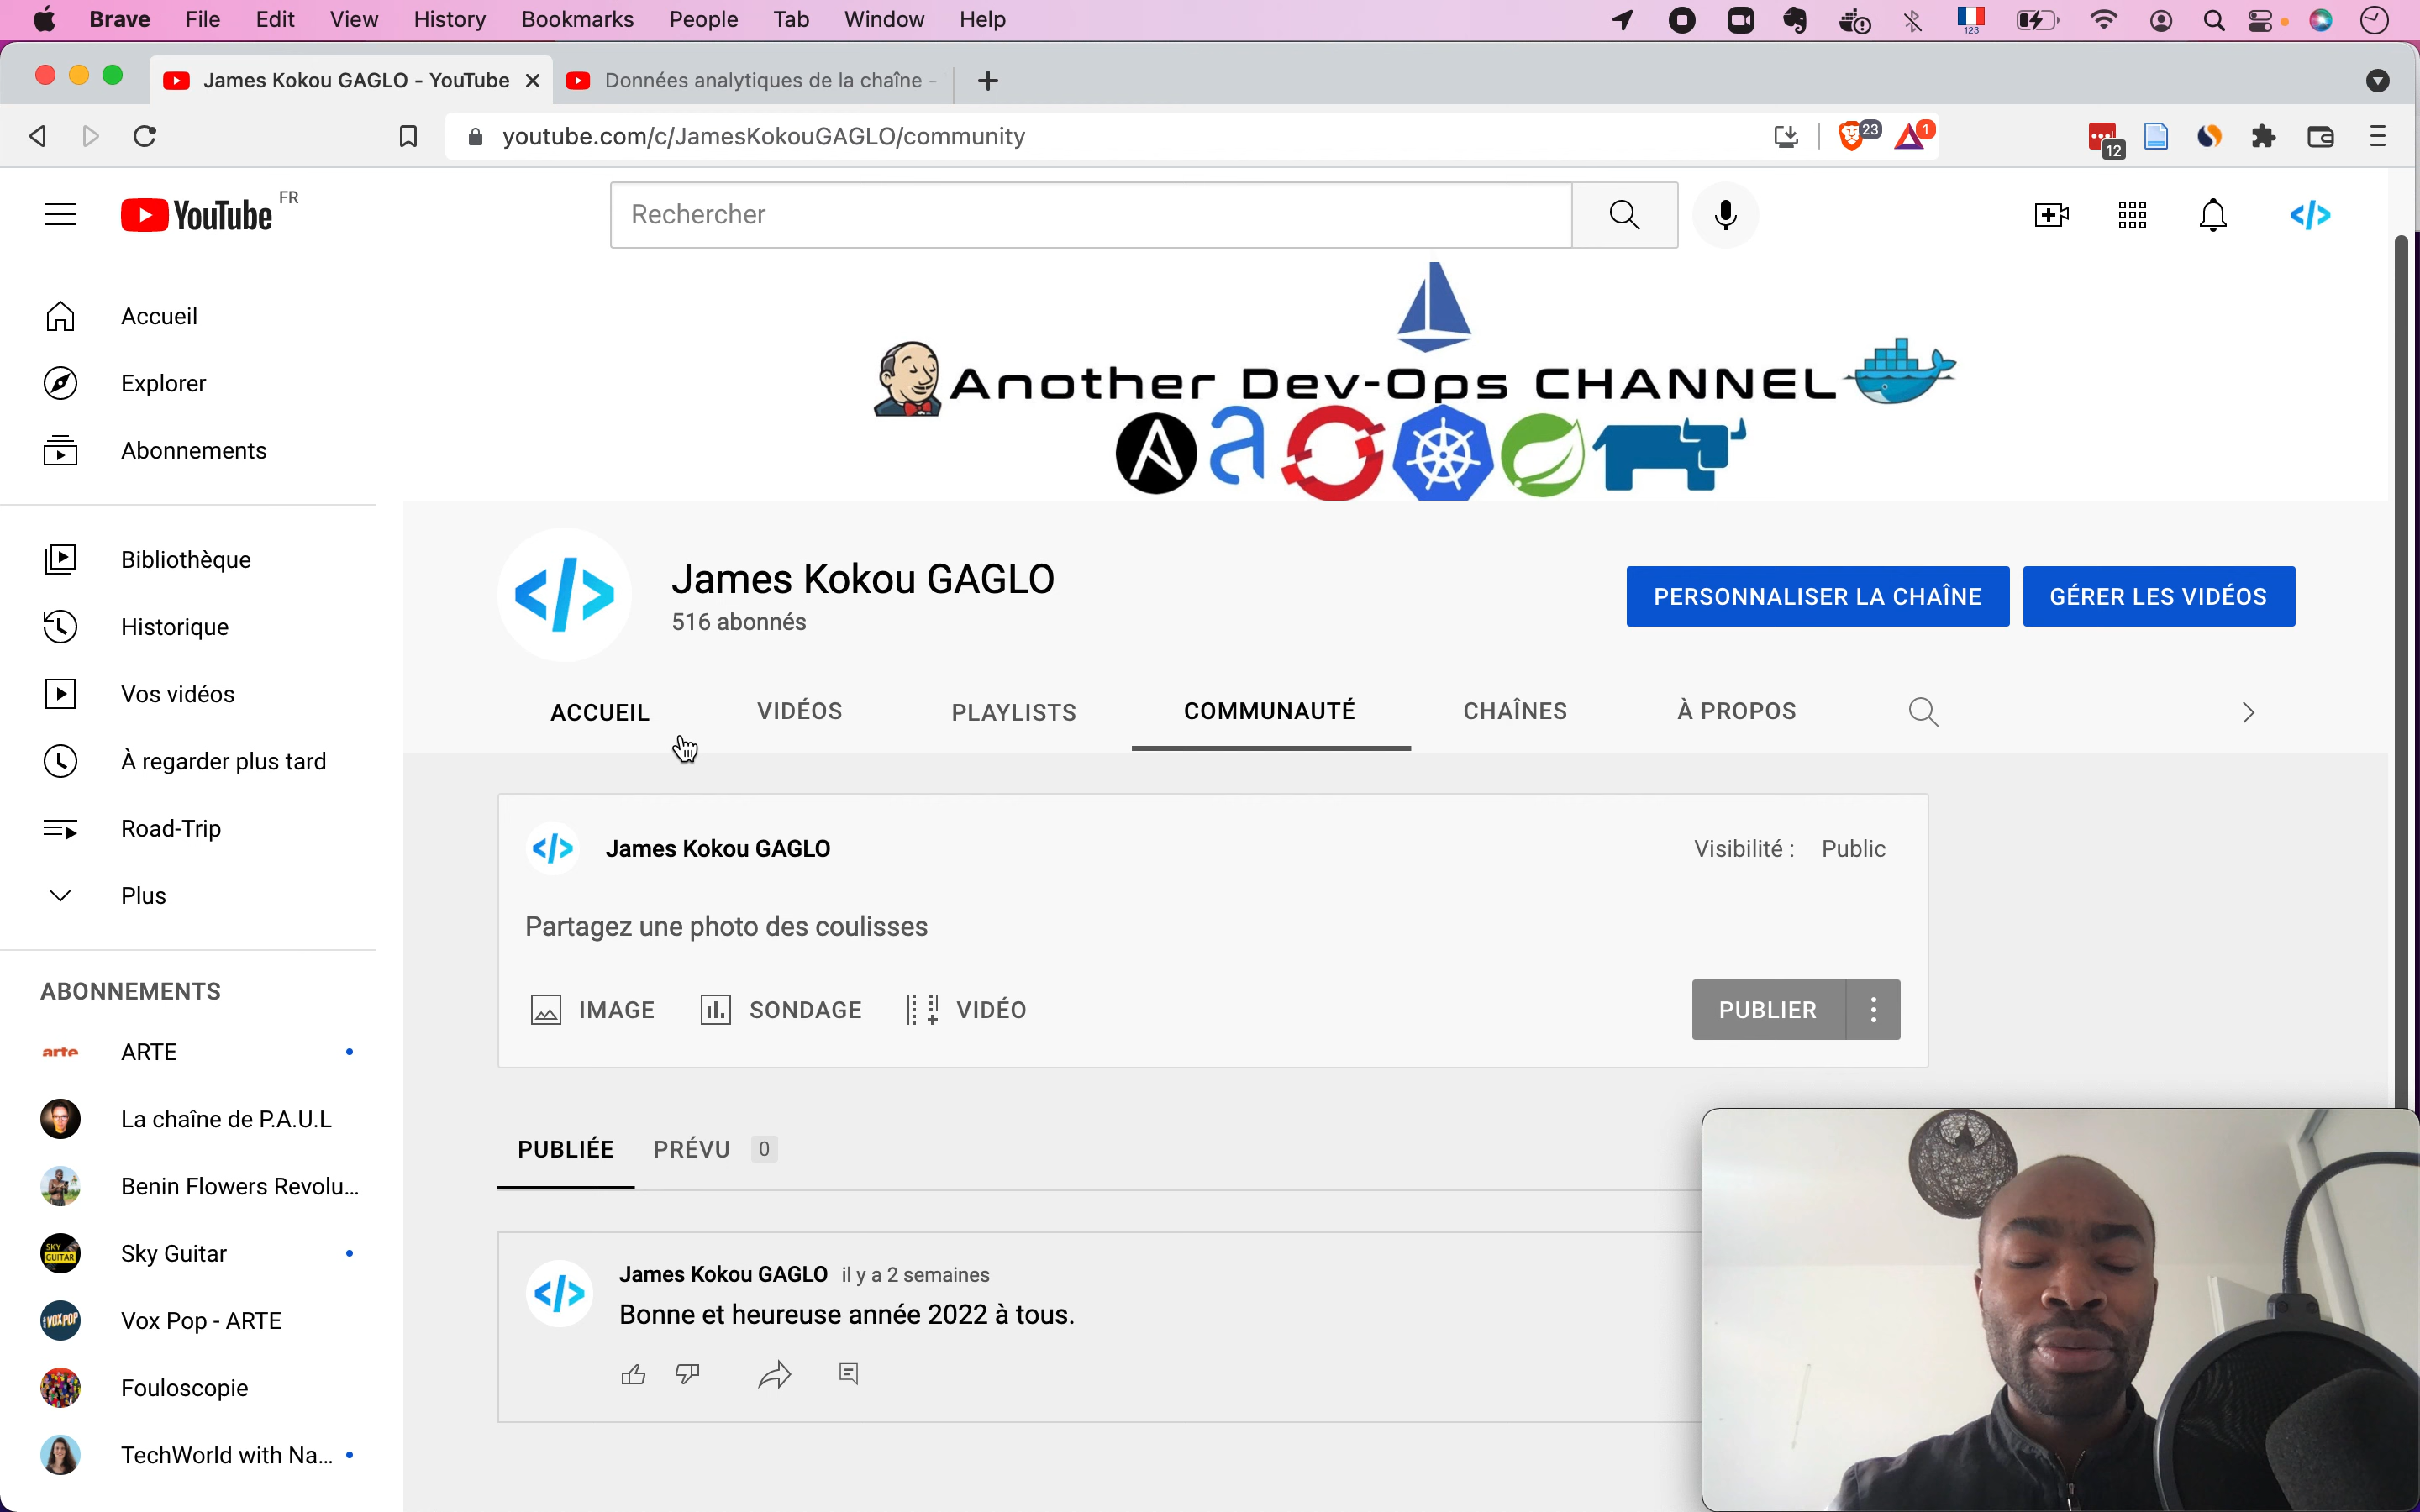 Brave File Edit View History Bookmarks People Tab Window Help
123
James Kokou GAGLO - YouTube
Données analytiques de la chaîne -
youtube.com/c/JamesKokouGAGLO/community
23
1
12
YouTube FR
Rechercher
Accueil
Explorer
Abonnements
Bibliothèque
Historique
Vos vidéos
À regarder plus tard
Road-Trip
Plus
ABONNEMENTS
arte ARTE
La chaîne de P.A.U.L
Benin Flowers Revolu...
SKY GUITAR Sky Guitar
VOXPOP Vox Pop - ARTE
Fouloscopie
TechWorld with Na...
Another Dev-Ops CHANNEL
James Kokou GAGLO
516 abonnés
PERSONNALISER LA CHAÎNE
GÉRER LES VIDÉOS
ACCUEIL VIDÉOS PLAYLISTS COMMUNAUTÉ CHAÎNES À PROPOS
James Kokou GAGLO
Visibilité : Public
Partagez une photo des coulisses
IMAGE SONDAGE VIDÉO
PUBLIER
PUBLIÉE PRÉVU 0
James Kokou GAGLO il y a 2 semaines
Bonne et heureuse année 2022 à tous.